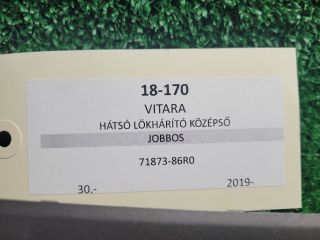 18-170
VITARA
HÁTSÓ LÖKHÁRÍTÓ KÖZÉPSŐ
JOBBOS
71873-86R0
30.- 2019-